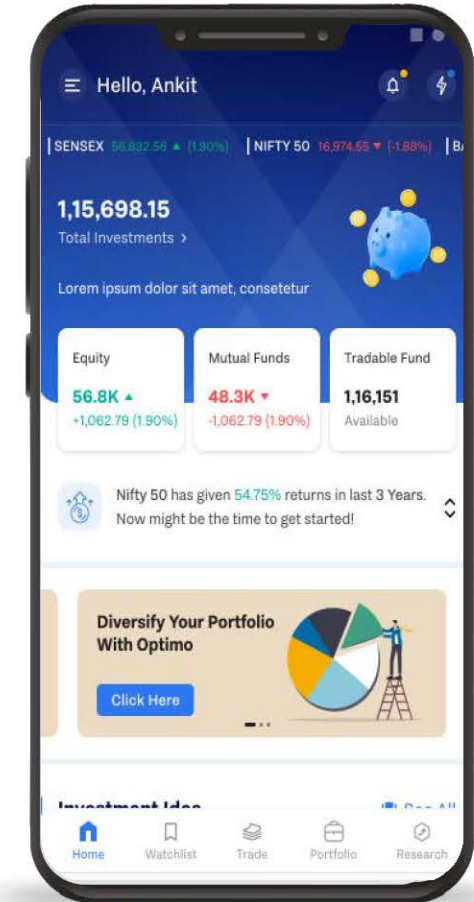 Hello, Ankit
SENSEX 56,832.56 ▲ (1.90%) NIFTY 50 16,974.55 ▼ (-1.88%)
1,15,698.15
Total Investments >
Lorem ipsum dolor sit amet, consetetur
Equity Mutual Funds Tradable Fund
56.8K ▲ 48.3K ▼ 1,16,151
+1,062.79 (1.90%) -1,062.79 (1.90%) Available
Nifty 50 has given 54.75% returns in last 3 Years.
Now might be the time to get started!
Diversify Your Portfolio
With Optimo
Click Here
See All
Home Watchlist Trade Portfolio Research